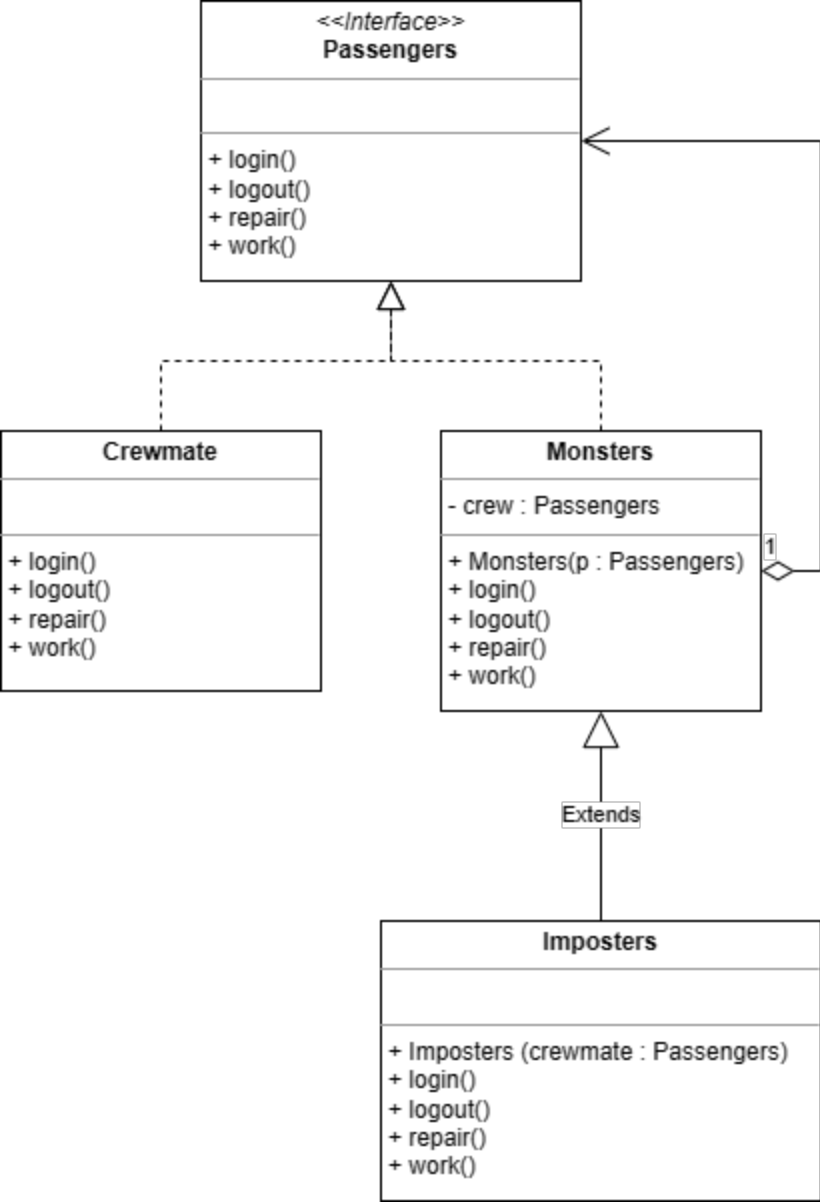 <<Interface>>
Passengers
+ login()
+ logout()
+ repair()
+ work()
Crewmate
+ login()
+ logout()
+ repair()
+ work()
Monsters
- crew : Passengers
+ Monsters(p : Passengers)
+ login()
+ logout()
+ repair()
+ work()
1
Extends
Imposters
+ Imposters (crewmate : Passengers)
+ login()
+ logout()
+ repair()
+ work()